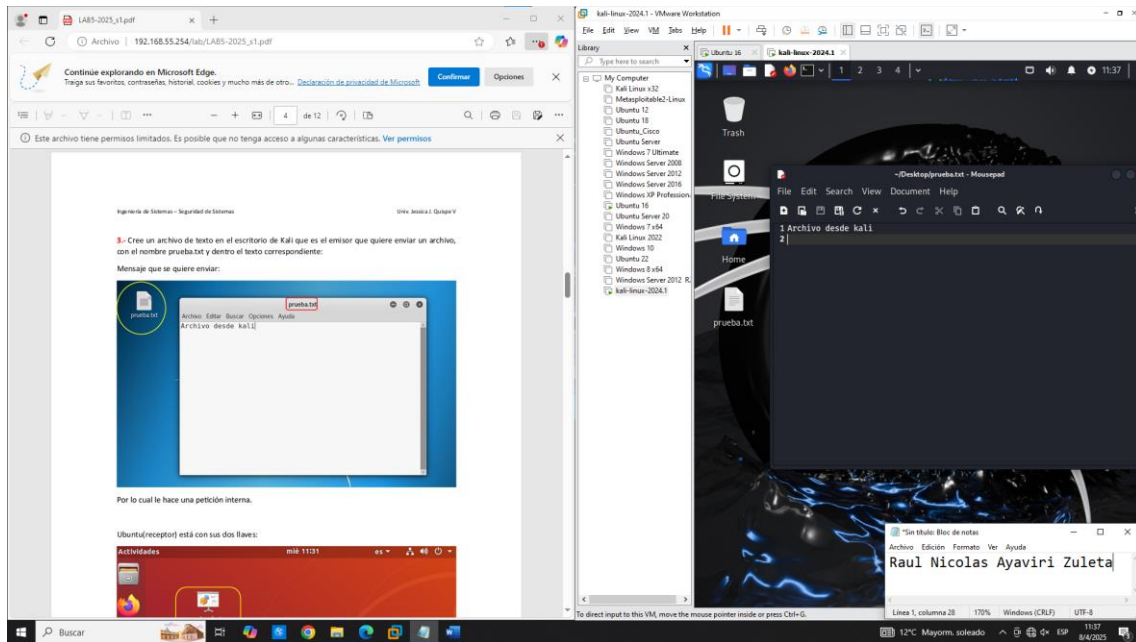 LAB5-2025_s1.pdf
Archivo | 192.168.55.254/lab/LAB5-2025_s1.pdf
Continúe explorando en Microsoft Edge.
Traiga sus favoritos, contraseñas, historial, cookies y mucho más de otro... Declaración de privacidad de Microsoft
Confirmar
Opciones
4 de 12
Este archivo tiene permisos limitados. Es posible que no tenga acceso a algunas características. Ver permisos
Ingeniería de Sistemas – Seguridad de Sistemas
Univ. Jessica I. Quispe V
3.- Cree un archivo de texto en el escritorio de Kali que es el emisor que quiere enviar un archivo,
con el nombre prueba.txt y dentro el texto correspondiente:
Mensaje que se quiere enviar:
prueba.txt
prueba.txt
Archivo Editar Buscar Opciones Ayuda
Archivo desde kali
Por lo cual le hace una petición interna.
Ubuntu(receptor) está con sus dos llaves:
Actividades
mié 11:31
es
kali-linux-2024.1 - VMware Workstation
File Edit View VM Tabs Help
Library
Type here to search
My Computer
Kali Linux x32
Metasploitable2-Linux
Ubuntu 12
Ubuntu 18
Ubuntu_Cisco
Ubuntu Server
Windows 7 Ultimate
Windows Server 2008
Windows Server 2012
Windows Server 2016
Windows XP Profession
Ubuntu 16
Ubuntu Server 20
Windows 7 x64
Kali Linux 2022
Windows 10
Ubuntu 22
Windows 8 x64
Windows Server 2012 R
kali-linux-2024.1
Ubuntu 16
kali-linux-2024.1
1 2 3 4
11:37
Trash
File System
Home
prueba.txt
~/Desktop/prueba.txt - Mousepad
File Edit Search View Document Help
1 Archivo desde kali
2
*Sin título: Bloc de notas
Archivo Edición Formato Ver Ayuda
Raul Nicolas Ayaviri Zuleta
Línea 1, columna 28
170%
Windows (CRLF)
UTF-8
To direct input to this VM, move the mouse pointer inside or press Ctrl+G.
Buscar
12°C Mayorm. soleado
ESP
11:37
8/4/2025